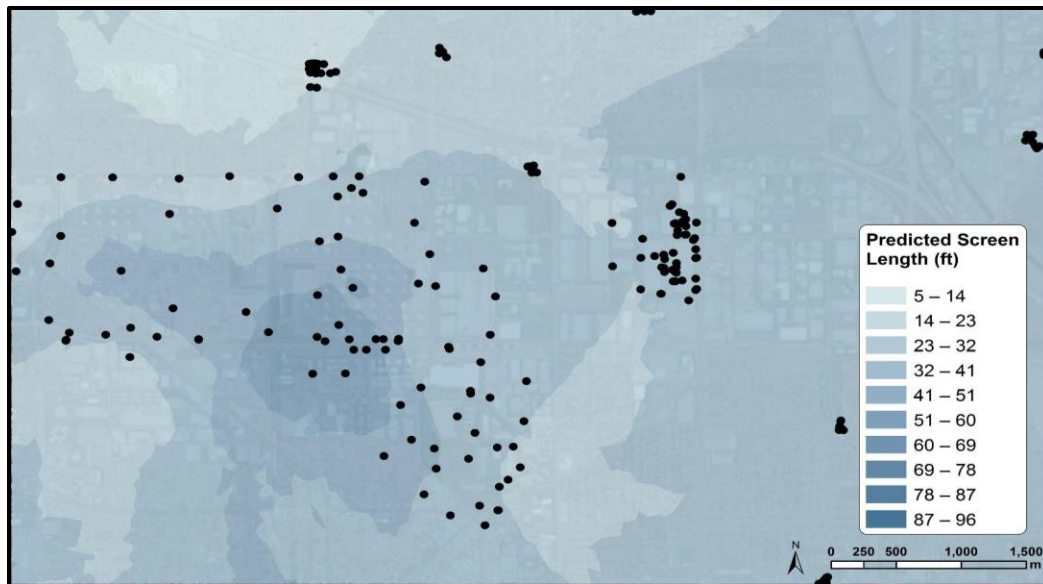 Predicted Screen
Length (ft)
5 – 14
14 – 23
23 – 32
32 – 41
41 – 51
51 – 60
60 – 69
69 – 78
78 – 87
87 – 96
N
0 250 500 1,000 1,500
m